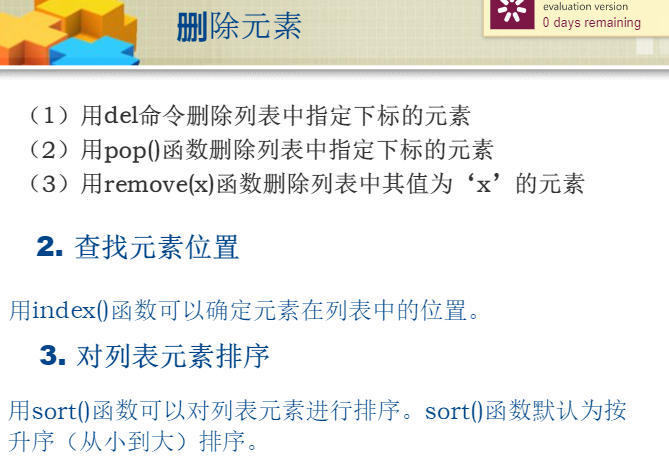 删除元素
evaluation version
0 days remaining
（1）用del命令删除列表中指定下标的元素
（2）用pop()函数删除列表中指定下标的元素
（3）用remove(x)函数删除列表中其值为‘x’的元素
2. 查找元素位置
用index()函数可以确定元素在列表中的位置。
3. 对列表元素排序
用sort()函数可以对列表元素进行排序。sort()函数默认为按
升序（从小到大）排序。